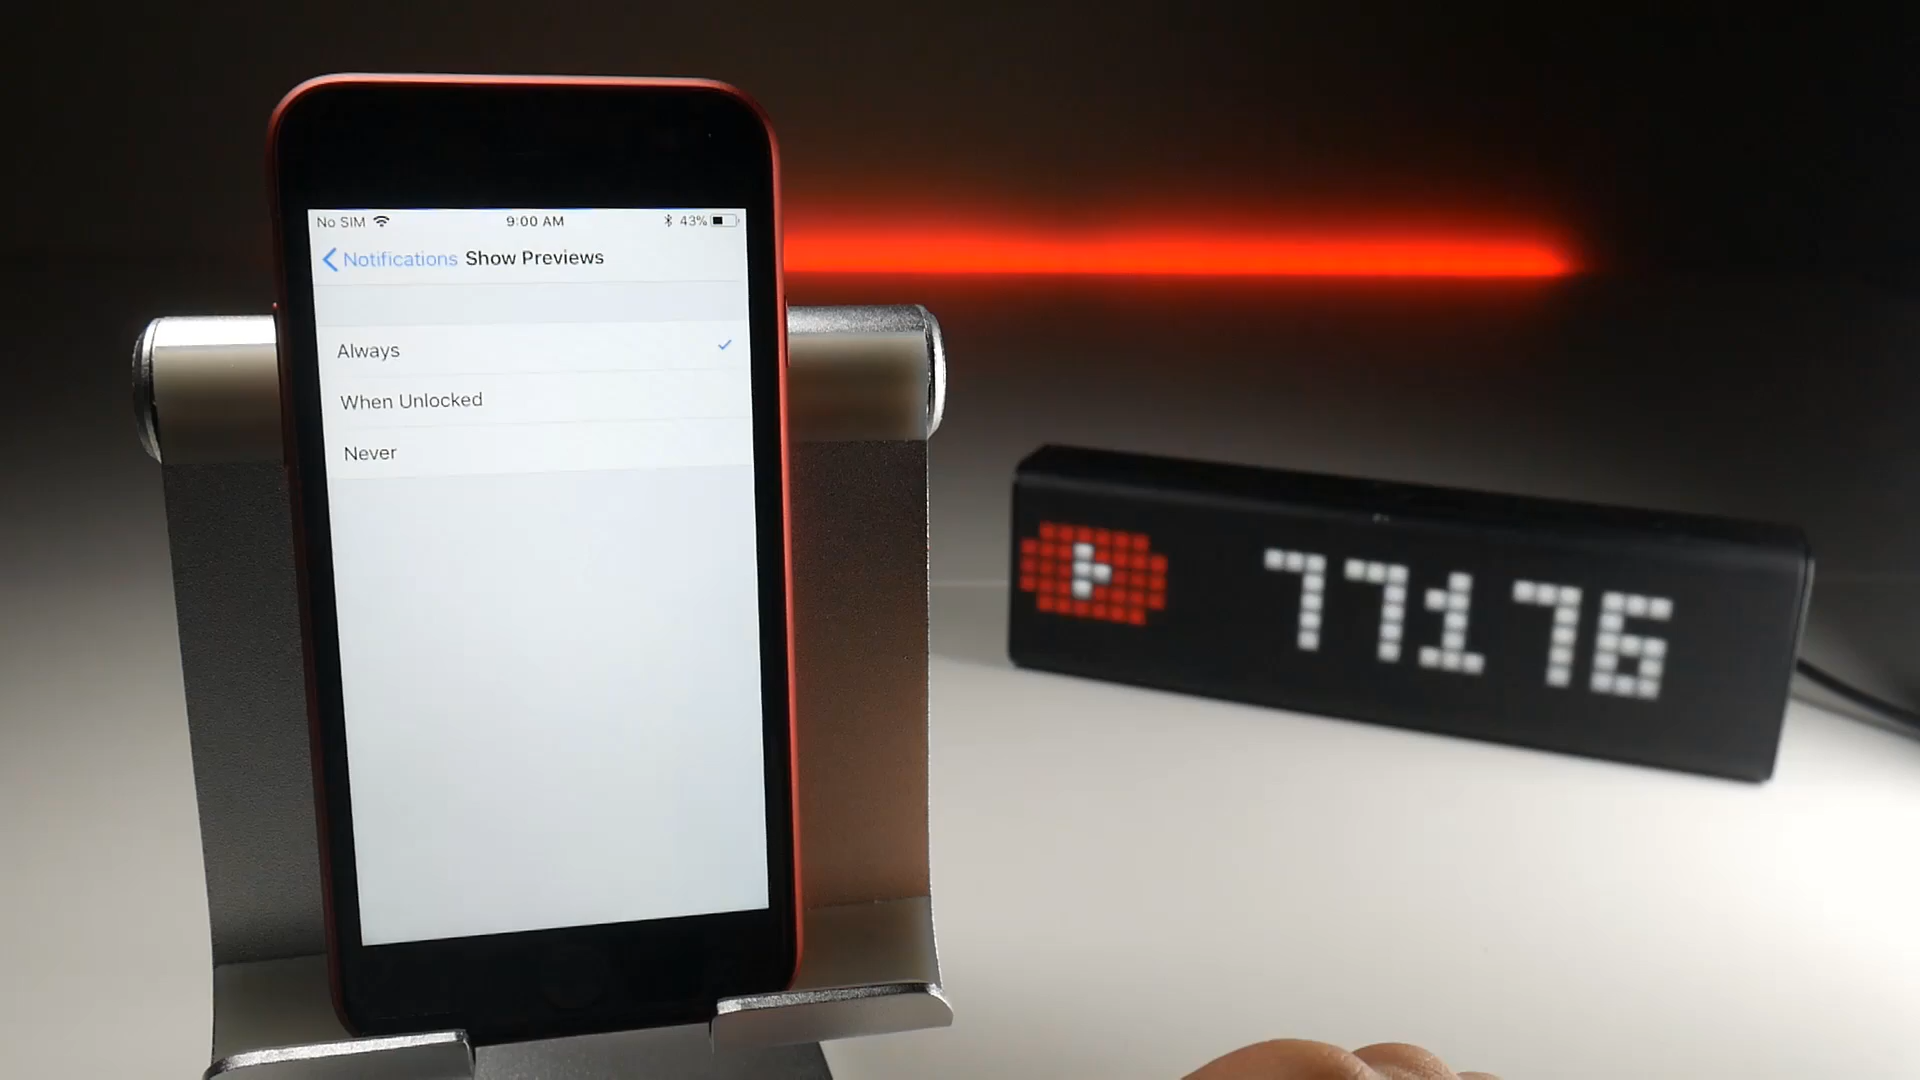 No SIM 9:00 AM 43%
Notifications Show Previews
Always
When Unlocked
Never
77176